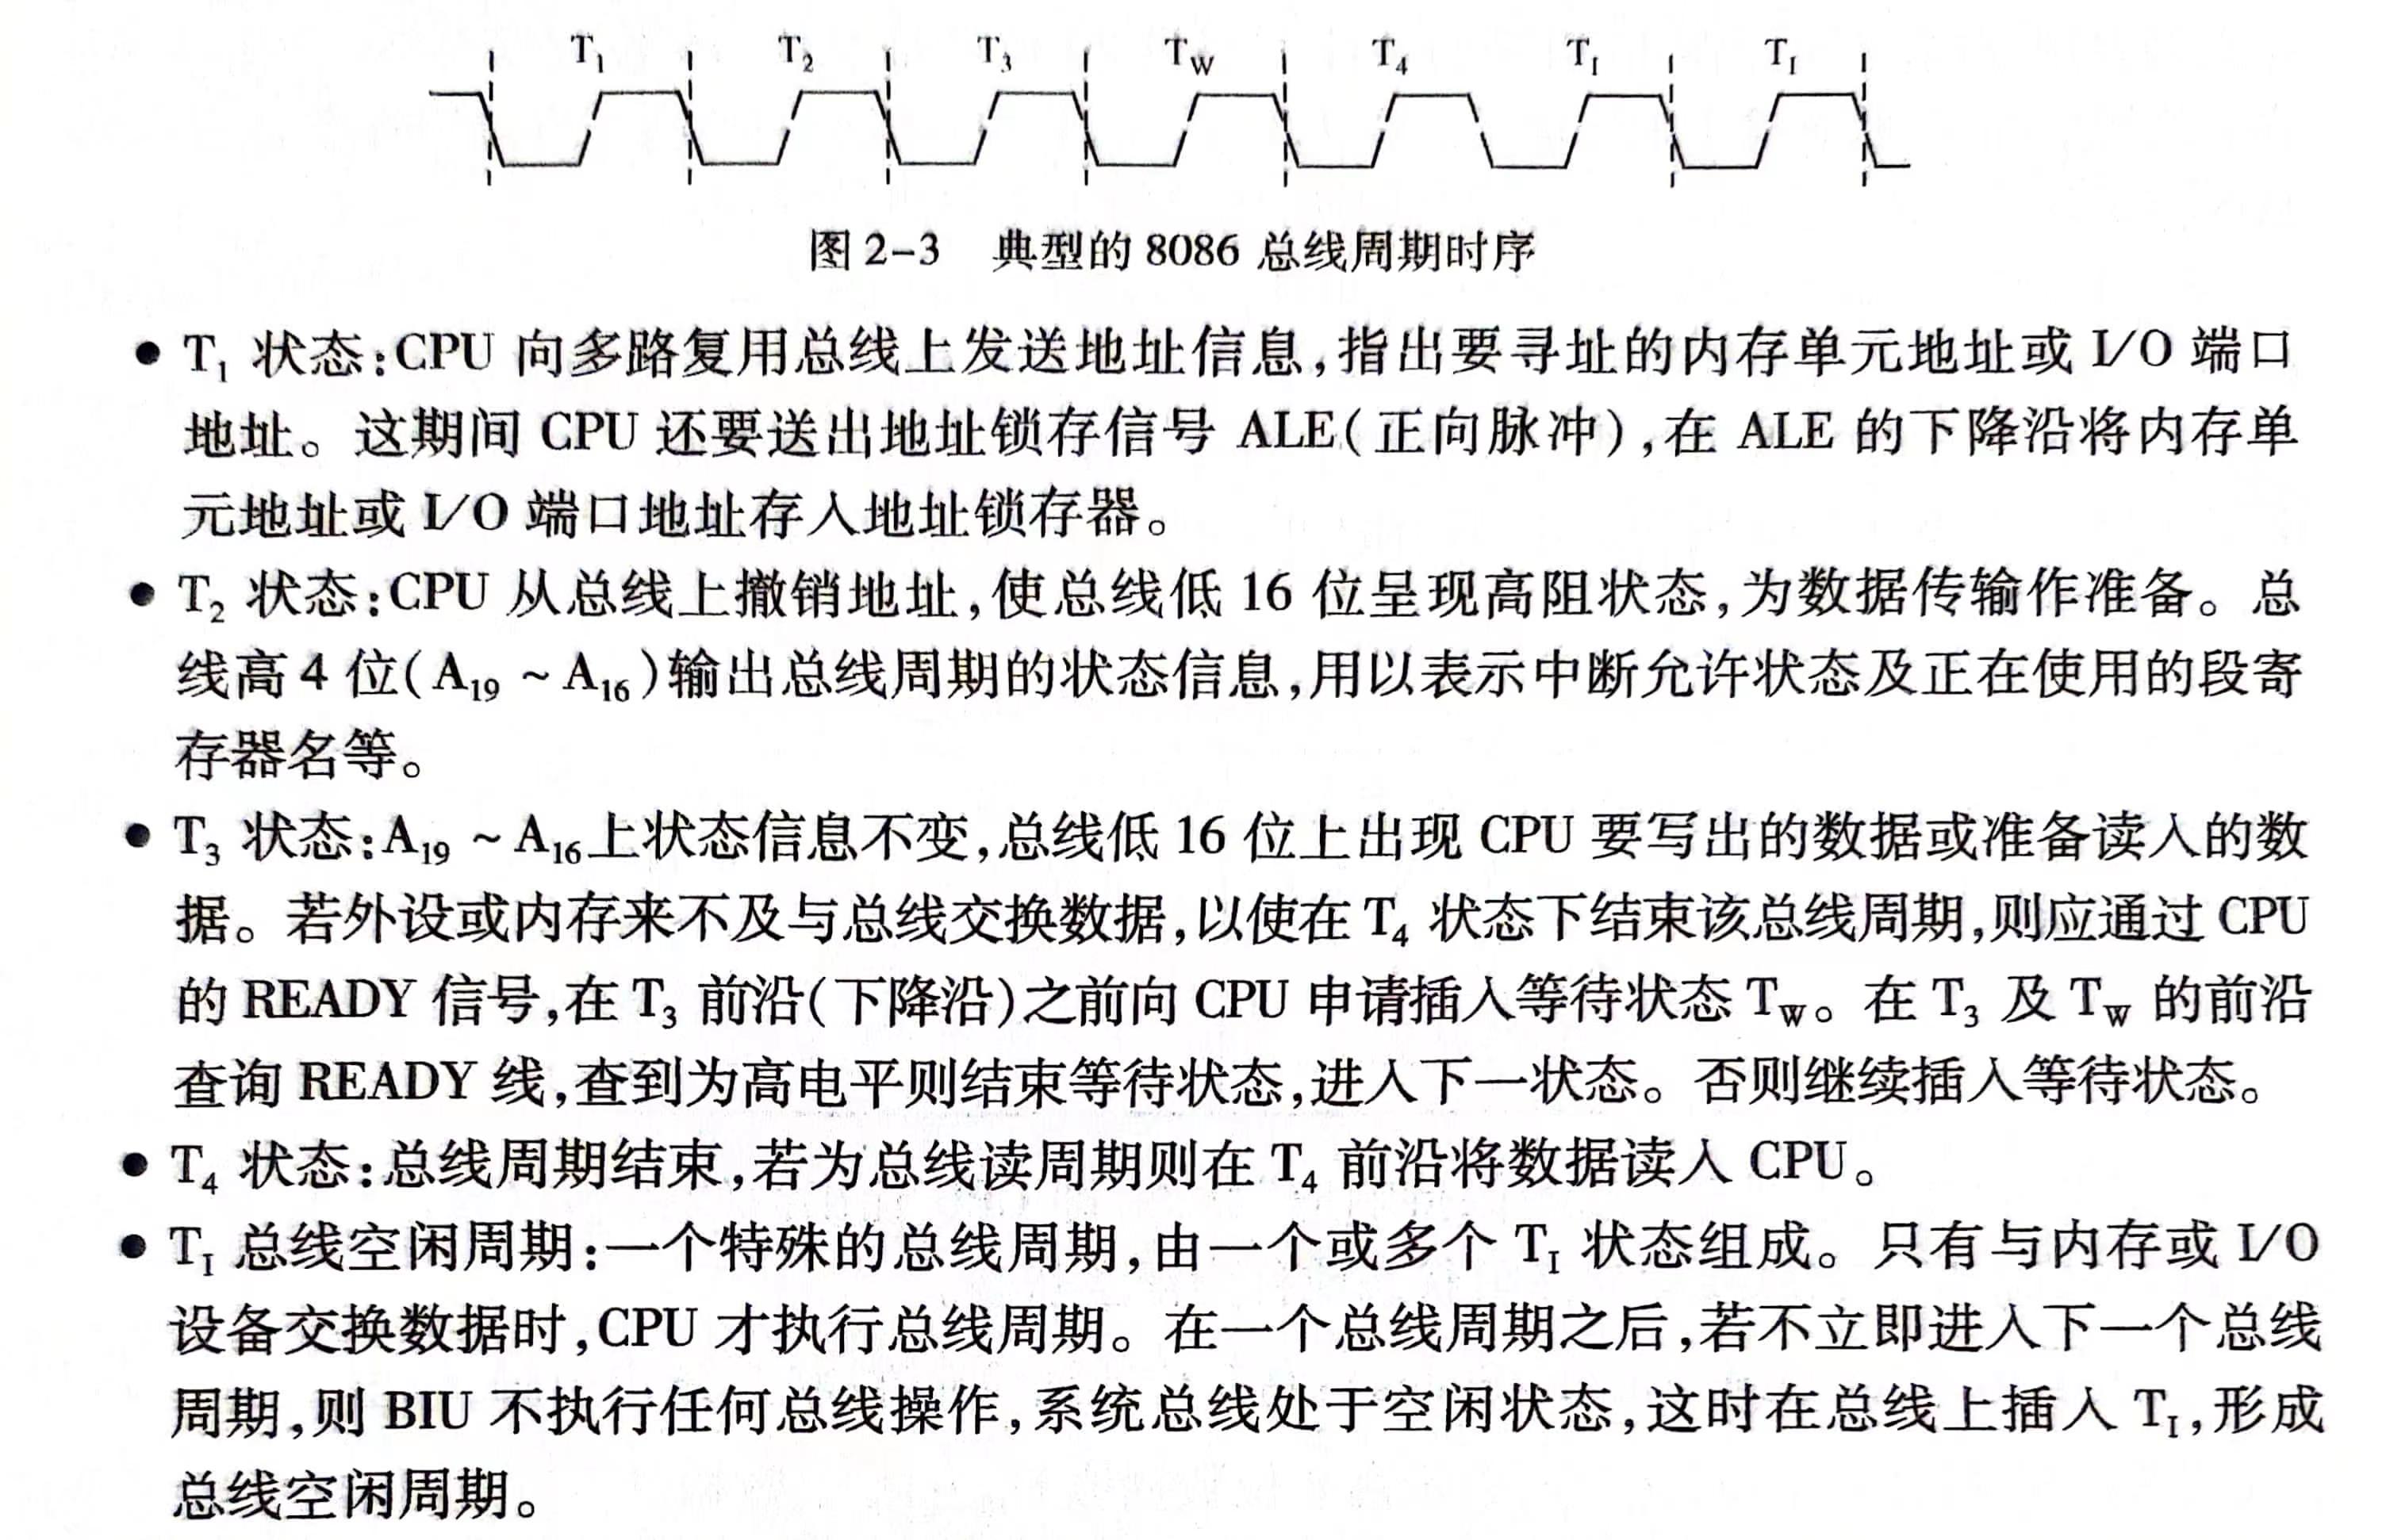 T₁ T₂ T₃ T_W T₄ T_I T_I
图 2-3 典型的 8086 总线周期时序
● T₁ 状态:CPU 向多路复用总线上发送地址信息,指出要寻址的内存单元地址或 I/O 端口
地址。这期间 CPU 还要送出地址锁存信号 ALE(正向脉冲),在 ALE 的下降沿将内存单
元地址或 I/O 端口地址存入地址锁存器。
● T₂ 状态:CPU 从总线上撤销地址,使总线低 16 位呈现高阻状态,为数据传输作准备。总
线高 4 位(A₁₉ ~ A₁₆)输出总线周期的状态信息,用以表示中断允许状态及正在使用的段寄
存器名等。
● T₃ 状态:A₁₉ ~ A₁₆上状态信息不变,总线低 16 位上出现 CPU 要写出的数据或准备读入的数
据。若外设或内存来不及与总线交换数据,以使在 T₄ 状态下结束该总线周期,则应通过 CPU
的 READY 信号,在 T₃ 前沿(下降沿)之前向 CPU 申请插入等待状态 T_W。在 T₃ 及 T_W 的前沿
查询 READY 线,查到为高电平则结束等待状态,进入下一状态。否则继续插入等待状态。
● T₄ 状态:总线周期结束,若为总线读周期则在 T₄ 前沿将数据读入 CPU。
● T_I 总线空闲周期:一个特殊的总线周期,由一个或多个 T_I 状态组成。只有与内存或 I/O
设备交换数据时,CPU 才执行总线周期。在一个总线周期之后,若不立即进入下一个总线
周期,则 BIU 不执行任何总线操作,系统总线处于空闲状态,这时在总线上插入 T_I,形成
总线空闲周期。